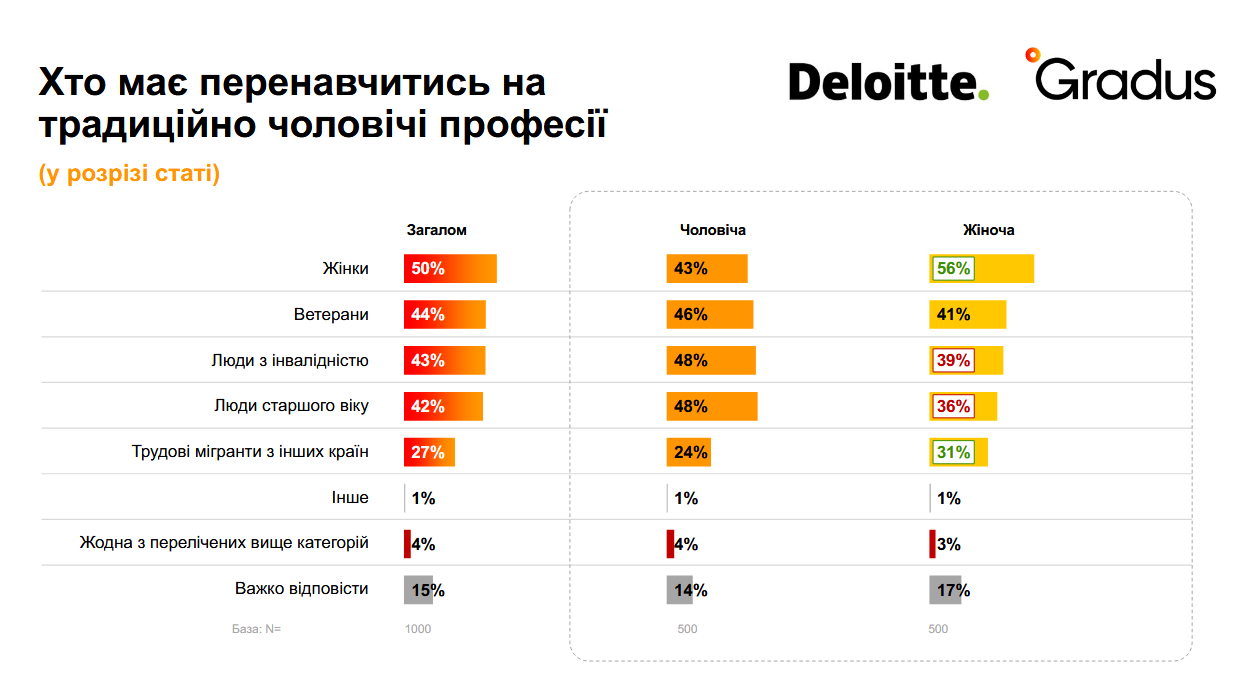 Хто має перенавчитись на
традиційно чоловічі професії
(у розрізі статі)
Deloitte.
Gradus
Загалом Чоловіча Жіноча
Жінки 50% 43% 56%
Ветерани 44% 46% 41%
Люди з інвалідністю 43% 48% 39%
Люди старшого віку 42% 48% 36%
Трудові мігранти з інших країн 27% 24% 31%
Інше 1% 1% 1%
Жодна з перелічених вище категорій 4% 4% 3%
Важко відповісти 15% 14% 17%
База: N= 1000 500 500